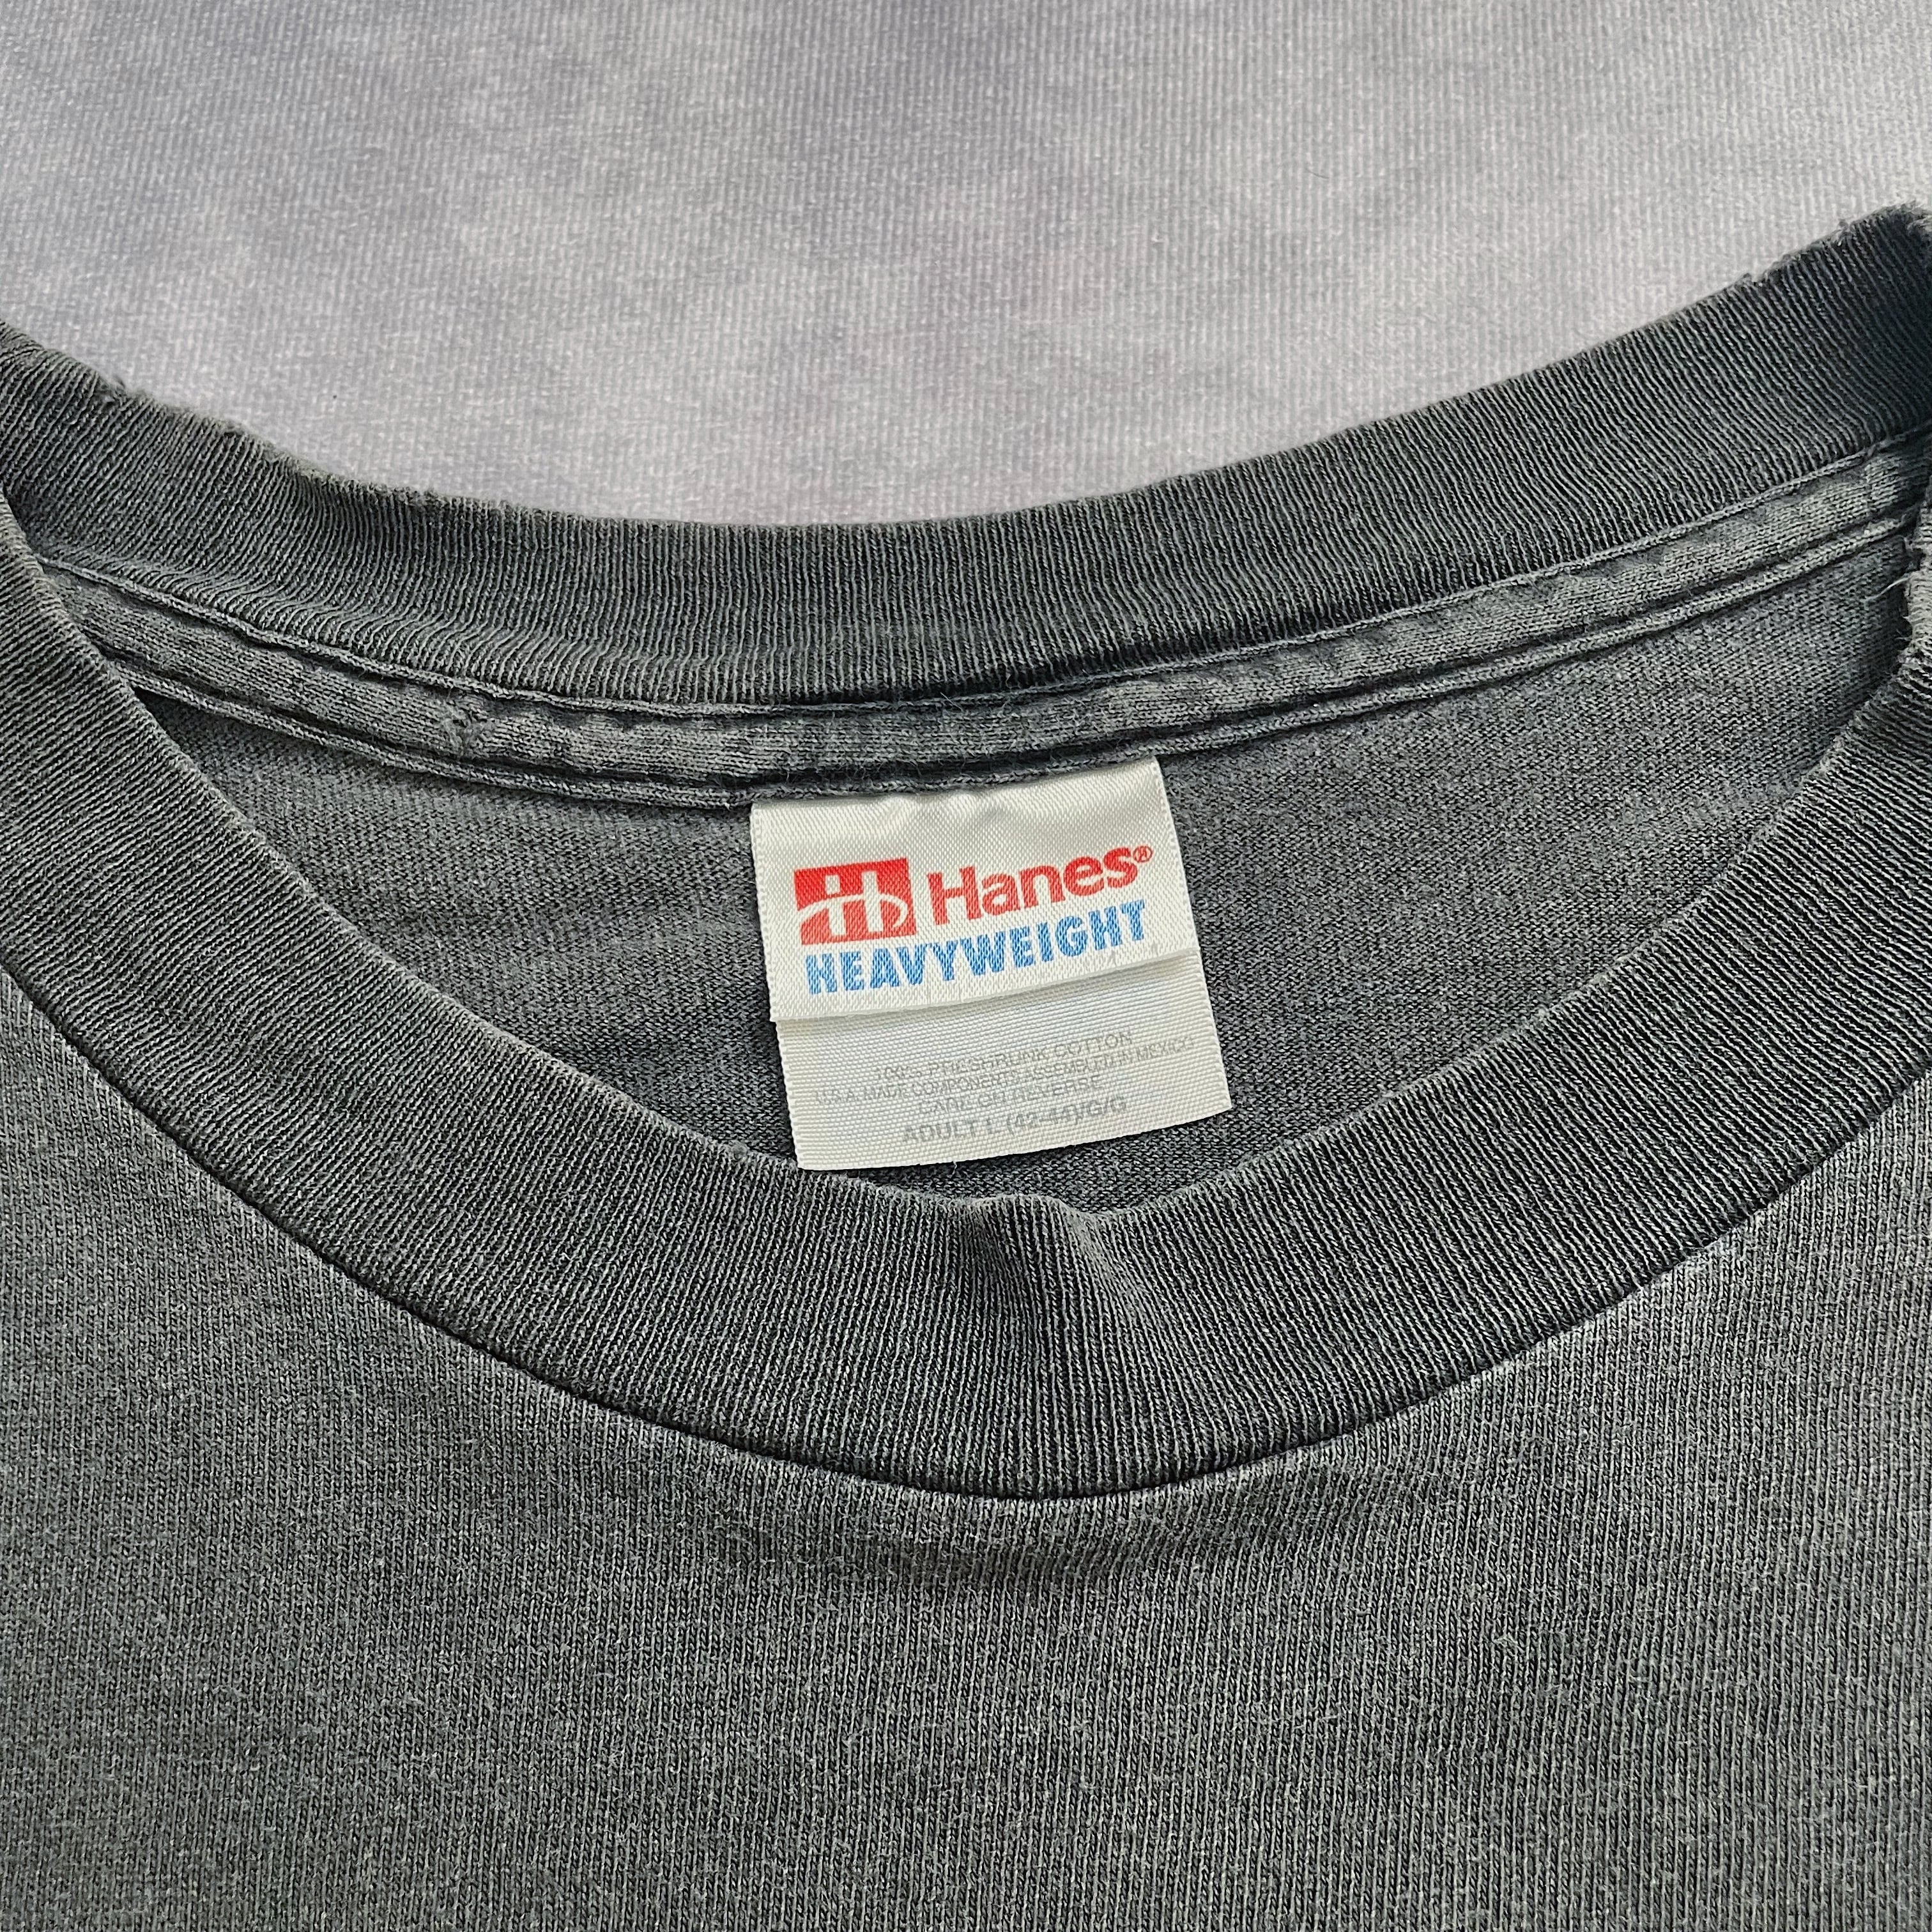 Hanes®
HEAVYWEIGHT
100% PRESHRUNK COTTON
U.S.A. MADE COMPONENTS ASSEMBLED IN MEXICO
CARE ON REVERSE
ADULT L (42-44)/G/G